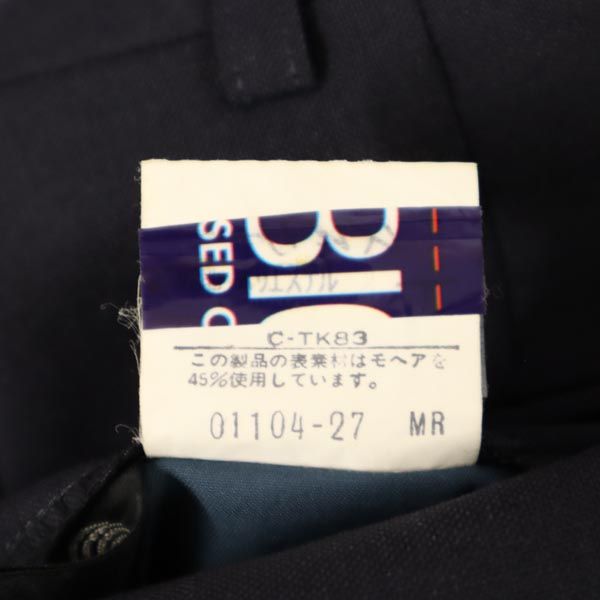 BI
SED
C-TK83
この製品の表素材はモヘアを
45%使用しています。
01104-27 MR